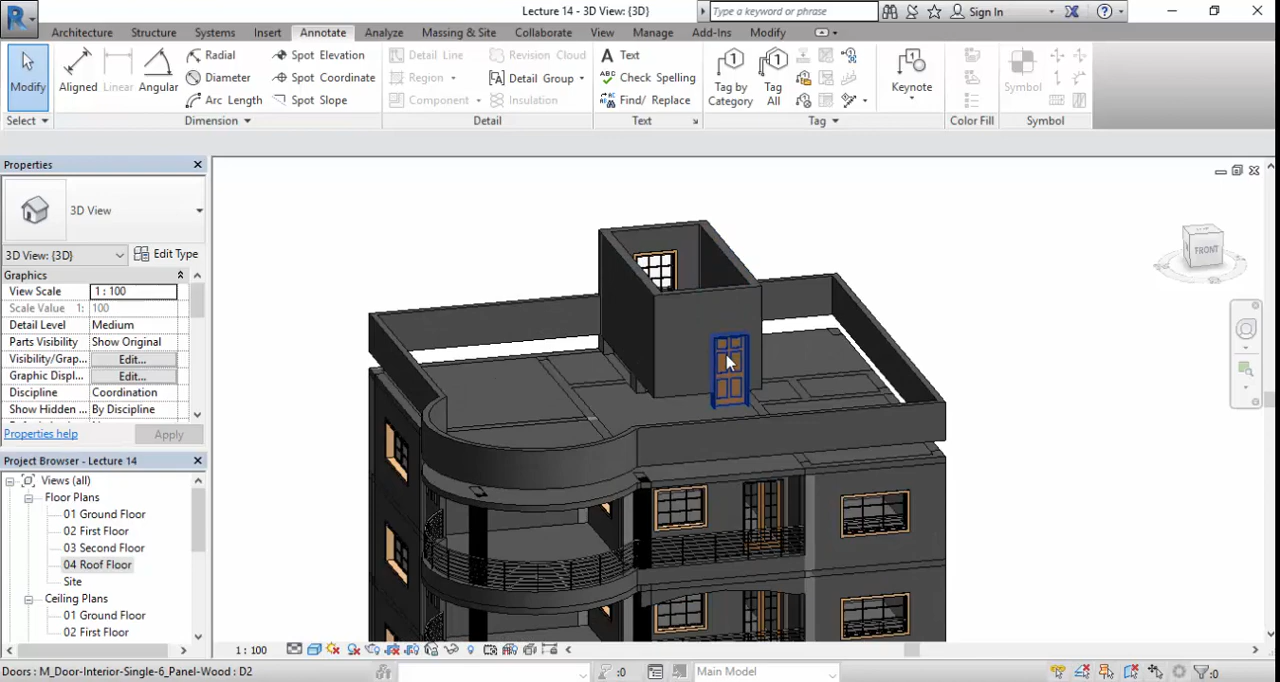 Lecture 14 - 3D View: {3D}
Type a keyword or phrase
Sign In
Architecture Structure Systems Insert Annotate Analyze Massing & Site Collaborate View Manage Add-Ins Modify
Modify
Select
Aligned Linear Angular
Radial
Diameter
Arc Length
Spot Elevation
Spot Coordinate
Spot Slope
Dimension
Detail Line
Region
Component
Revision Cloud
Detail Group
Insulation
Detail
Text
Check Spelling
Find/ Replace
Text
Tag by Category
Tag All
Tag
Keynote
Color Fill
Symbol
Symbol
Properties
3D View
3D View: {3D} Edit Type
Graphics
View Scale 1 : 100
Scale Value 1: 100
Detail Level Medium
Parts Visibility Show Original
Visibility/Grap... Edit...
Graphic Displ... Edit...
Discipline Coordination
Show Hidden ... By Discipline
Properties help Apply
Project Browser - Lecture 14
Views (all)
Floor Plans
01 Ground Floor
02 First Floor
03 Second Floor
04 Roof Floor
Site
Ceiling Plans
01 Ground Floor
02 First Floor
FRONT
1 : 100
Doors : M_Door-Interior-Single-6_Panel-Wood : D2
:0
Main Model
:0